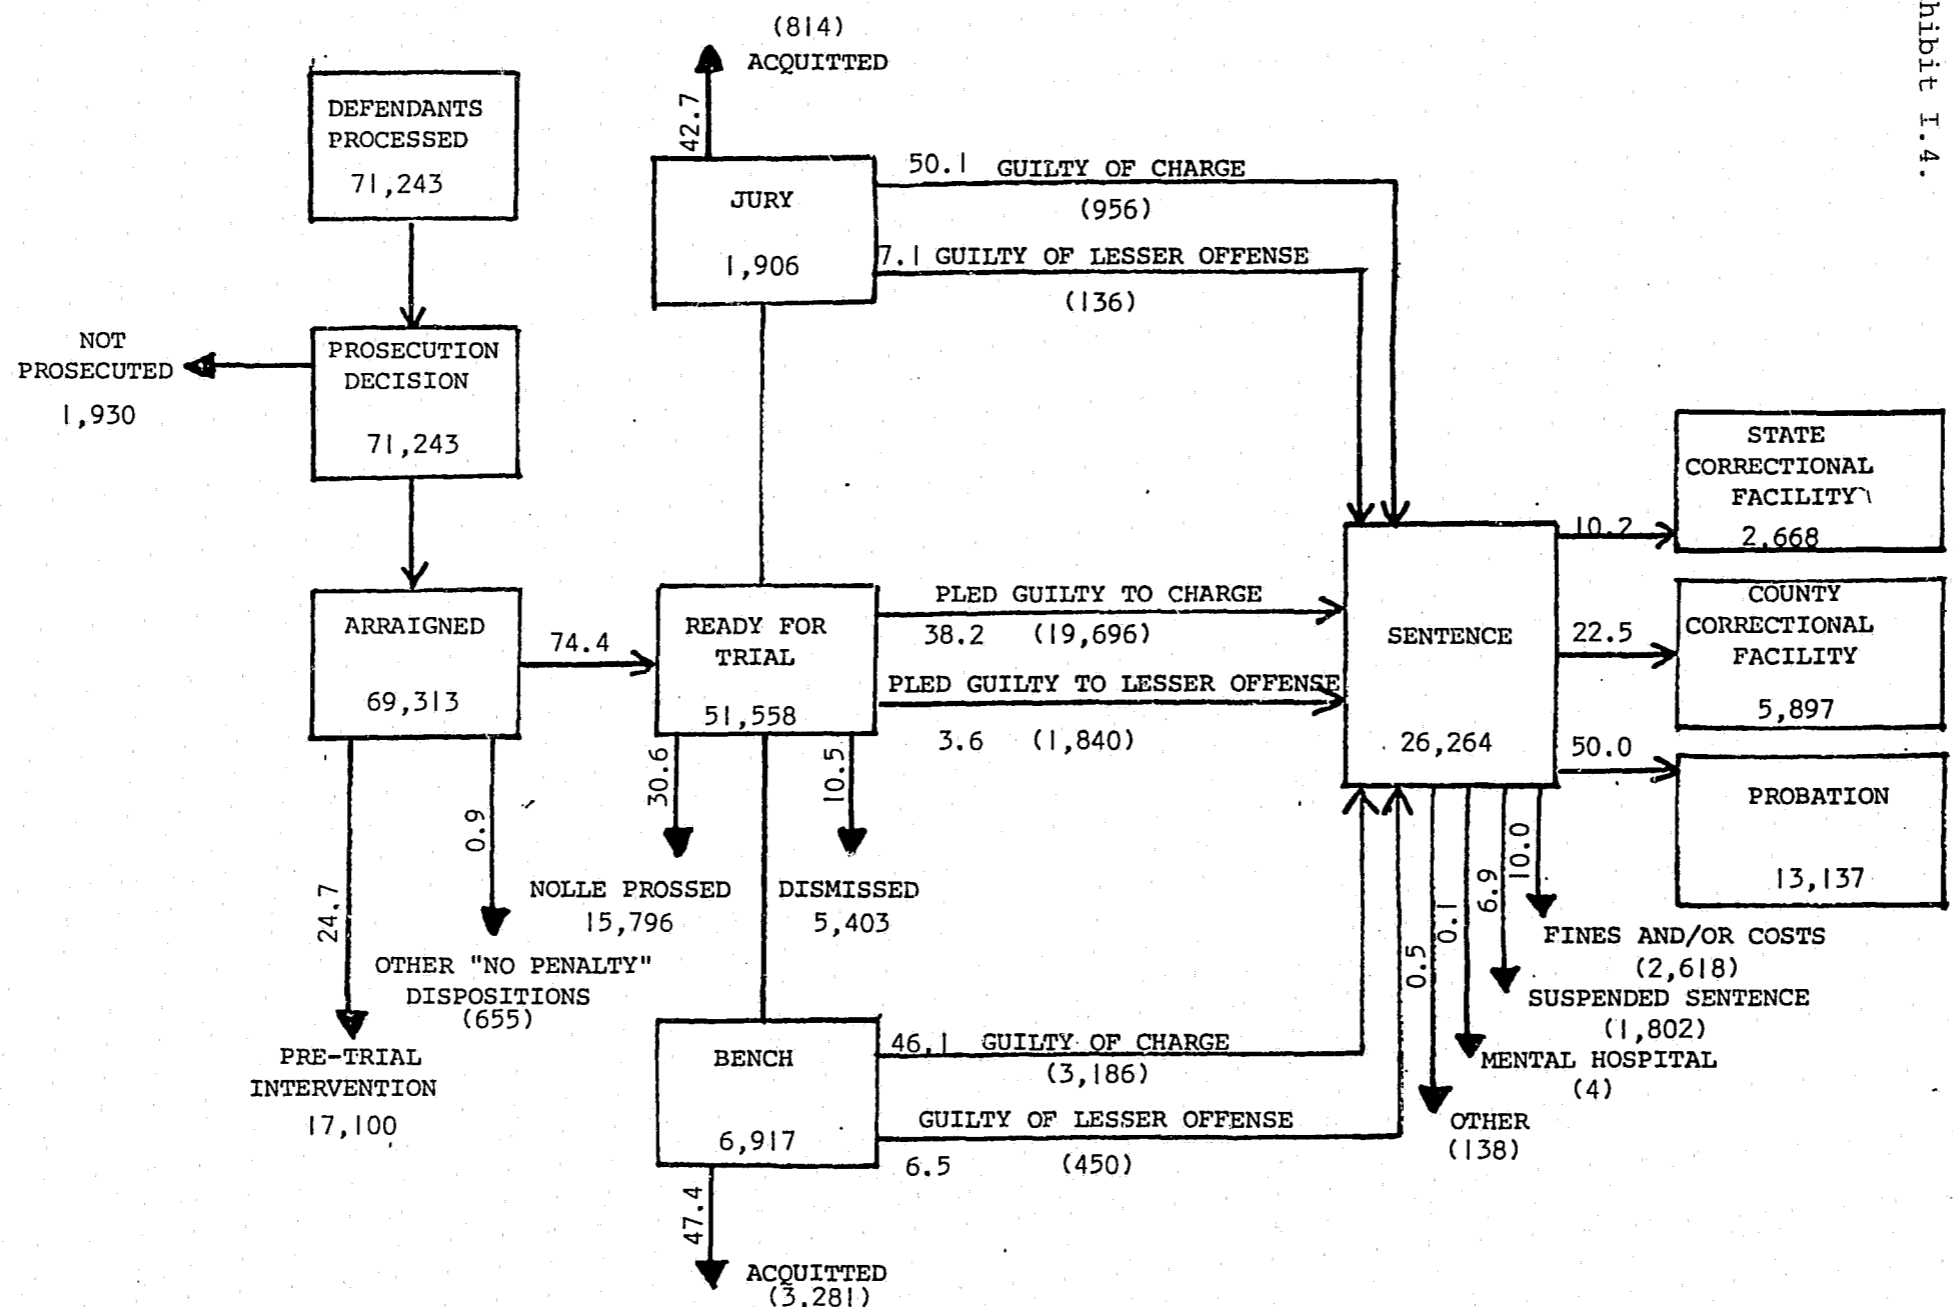 hibit I.4.
(814)
ACQUITTED
42.7
DEFENDANTS
PROCESSED
71,243
JURY
1,906
50.1 GUILTY OF CHARGE
(956)
7.1 GUILTY OF LESSER OFFENSE
(136)
NOT
PROSECUTED
1,930
PROSECUTION
DECISION
71,243
STATE
CORRECTIONAL
FACILITY
2,668
10.2
ARRAIGNED
69,313
74.4
READY FOR
TRIAL
51,558
PLED GUILTY TO CHARGE
38.2 (19,696)
PLED GUILTY TO LESSER OFFENSE
3.6 (1,840)
SENTENCE
26,264
22.5
COUNTY
CORRECTIONAL
FACILITY
5,897
50.0
PROBATION
13,137
24.7
0.9
30.6
10.5
NOLLE PROSSED
15,796
DISMISSED
5,403
OTHER "NO PENALTY"
DISPOSITIONS
(655)
PRE-TRIAL
INTERVENTION
17,100
0.5
0.1
6.9
10.0
FINES AND/OR COSTS
(2,618)
SUSPENDED SENTENCE
(1,802)
MENTAL HOSPITAL
(4)
OTHER
(138)
BENCH
6,917
46.1 GUILTY OF CHARGE
(3,186)
GUILTY OF LESSER OFFENSE
6.5 (450)
47.4
ACQUITTED
(3,281)